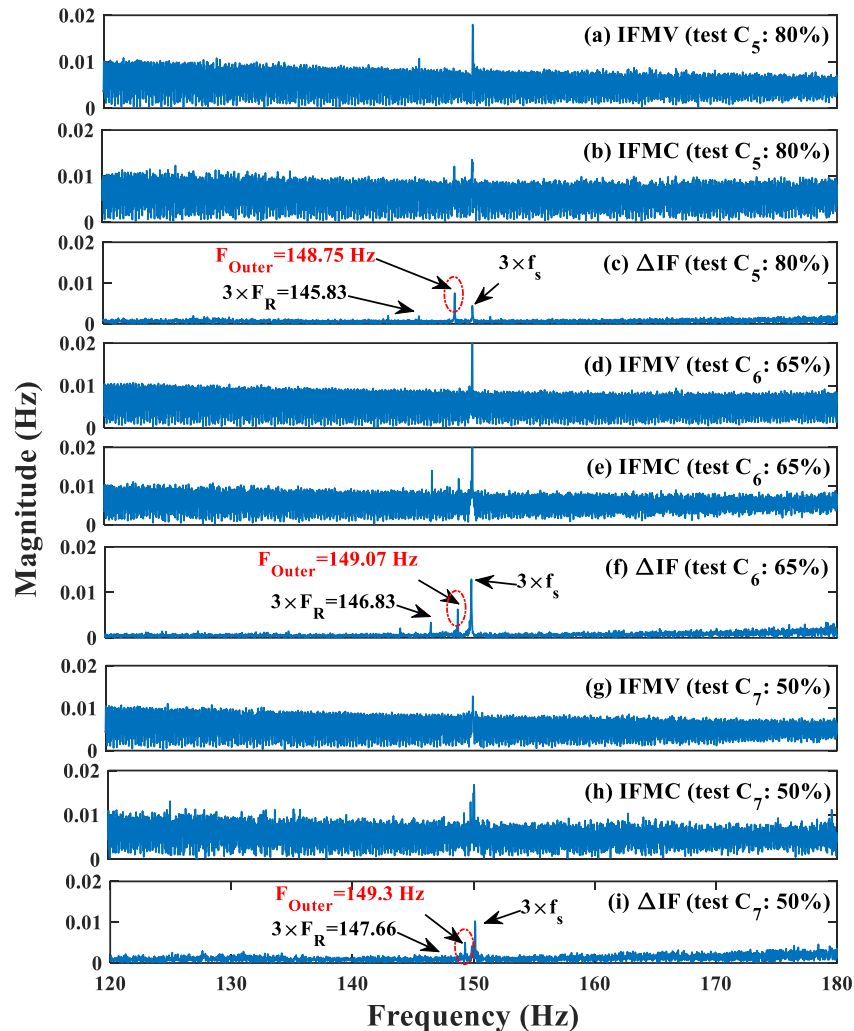 0.02
(a) IFMV (test C5: 80%)
0.01
0
0.02
(b) IFMC (test C5: 80%)
0.01
0
0.02
FOuter=148.75 Hz
3×fs
(c) ΔIF (test C5: 80%)
0.01
3×FR=145.83
0
0.02
(d) IFMV (test C6: 65%)
0.01
0
0.02
(e) IFMC (test C6: 65%)
0.01
0
0.02
FOuter=149.07 Hz
(f) ΔIF (test C6: 65%)
3×fs
0.01
3×FR=146.83
0
0.02
(g) IFMV (test C7: 50%)
0.01
0
0.02
(h) IFMC (test C7: 50%)
0.01
0
0.02
FOuter=149.3 Hz
3×fs
(i) ΔIF (test C7: 50%)
0.01
3×FR=147.66
0
120 130 140 150 160 170 180
Frequency (Hz)
Magnitude (Hz)